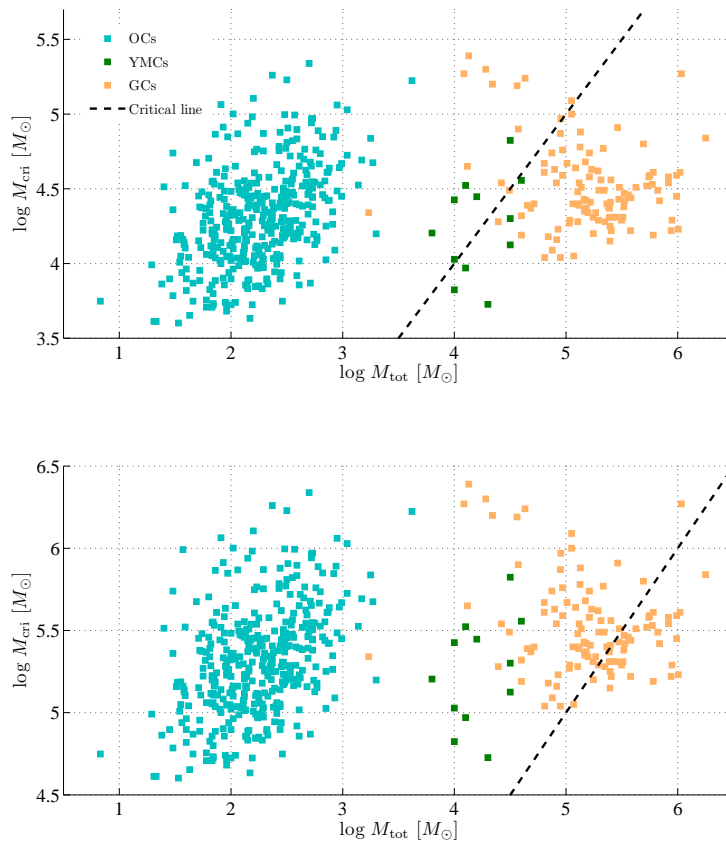 5.5
5
4.5
4
3.5
log M_cri [M_⊙]
OCs
YMCs
GCs
Critical line
1 2 3 4 5 6
log M_tot [M_⊙]
6.5
6
5.5
5
4.5
log M_cri [M_⊙]
1 2 3 4 5 6
log M_tot [M_⊙]